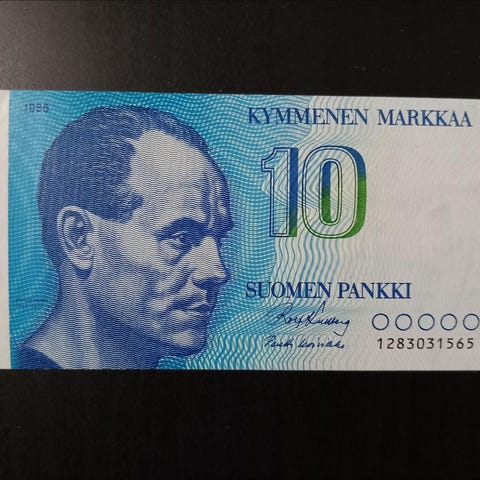 1986
KYMMENEN MARKKAA
10
SUOMEN PANKKI
1283031565